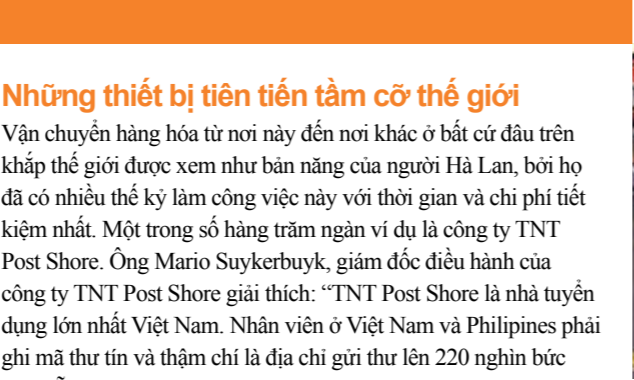 Những thiết bị tiên tiến tầm cỡ thế giới
Vận chuyển hàng hóa từ nơi này đến nơi khác ở bất cứ đâu trên
khắp thế giới được xem như bản năng của người Hà Lan, bởi họ
đã có nhiều thế kỷ làm công việc này với thời gian và chi phí tiết
kiệm nhất. Một trong số hàng trăm ngàn ví dụ là công ty TNT
Post Shore. Ông Mario Suykerbuyk, giám đốc điều hành của
công ty TNT Post Shore giải thích: “TNT Post Shore là nhà tuyển
dụng lớn nhất Việt Nam. Nhân viên ở Việt Nam và Philipines phải
ghi mã thư tín và thậm chí là địa chỉ gửi thư lên 220 nghìn bức